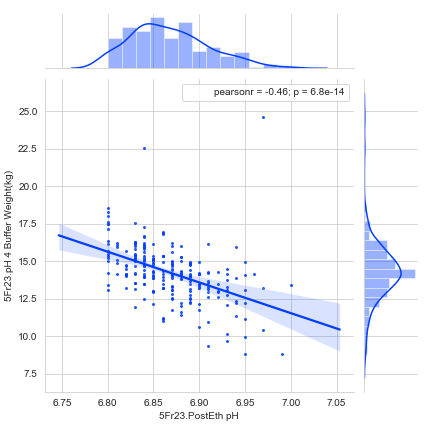 pearsonr = -0.46; p = 6.8e-14
25.0
22.5
20.0
17.5
15.0
12.5
10.0
7.5
5Fr23.pH 4 Buffer Weight(kg)
6.75 6.80 6.85 6.90 6.95 7.00 7.05
5Fr23.PostEth pH